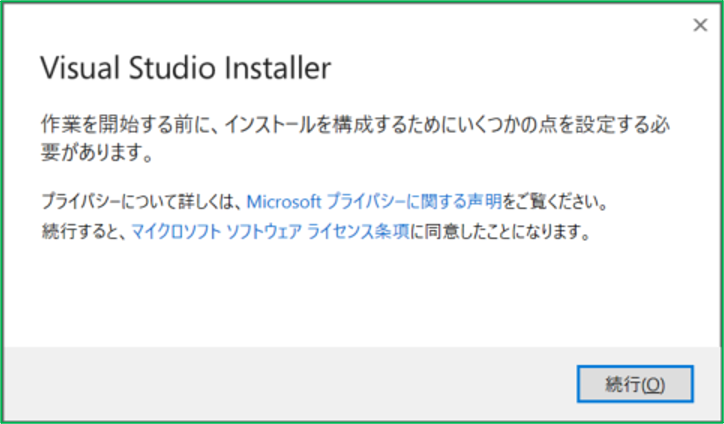 Visual Studio Installer
作業を開始する前に、インストールを構成するためにいくつかの点を設定する必
要があります。
プライバシーについて詳しくは、Microsoft プライバシーに関する声明をご覧ください。
続行すると、マイクロソフト ソフトウェア ライセンス条項に同意したことになります。
続行(O)